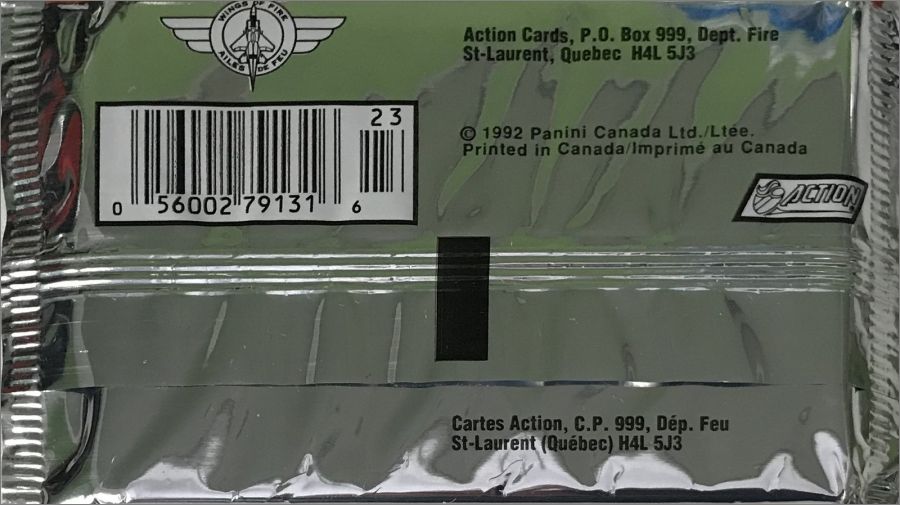 WINGS OF FIRE
AILES DE FEU
Action Cards, P.O. Box 999, Dept. Fire
St-Laurent, Quebec H4L 5J3
23
0 56002 79131 6
© 1992 Panini Canada Ltd./Ltée.
Printed in Canada/Imprimé au Canada
ACTION
Cartes Action, C.P. 999, Dép. Feu
St-Laurent (Québec) H4L 5J3